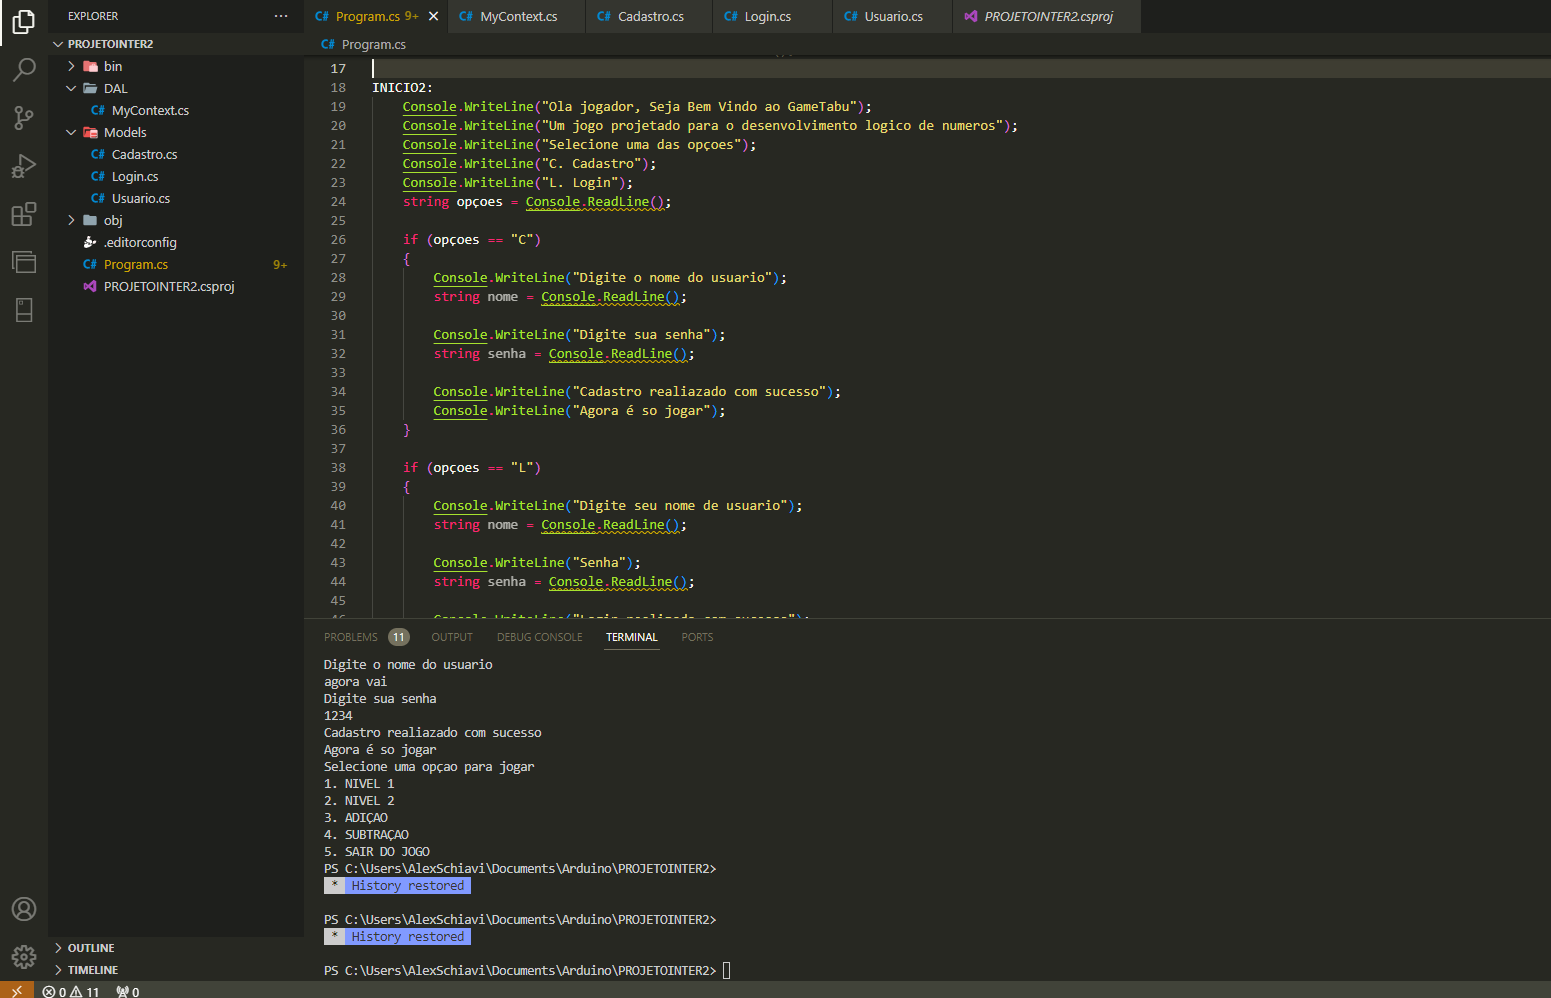 EXPLORER ···
Program.cs 9+ MyContext.cs Cadastro.cs Login.cs Usuario.cs PROJETOINTER2.csproj
PROJETOINTER2
bin
DAL
MyContext.cs
Models
Cadastro.cs
Login.cs
Usuario.cs
obj
.editorconfig
Program.cs 9+
PROJETOINTER2.csproj
OUTLINE
TIMELINE
Program.cs
17
18 INICIO2:
19 Console.WriteLine("Ola jogador, Seja Bem Vindo ao GameTabu");
20 Console.WriteLine("Um jogo projetado para o desenvolvimento logico de numeros");
21 Console.WriteLine("Selecione uma das opçoes");
22 Console.WriteLine("C. Cadastro");
23 Console.WriteLine("L. Login");
24 string opçoes = Console.ReadLine();
25
26 if (opçoes == "C")
27 {
28 Console.WriteLine("Digite o nome do usuario");
29 string nome = Console.ReadLine();
30
31 Console.WriteLine("Digite sua senha");
32 string senha = Console.ReadLine();
33
34 Console.WriteLine("Cadastro realiazado com sucesso");
35 Console.WriteLine("Agora é so jogar");
36 }
37
38 if (opçoes == "L")
39 {
40 Console.WriteLine("Digite seu nome de usuario");
41 string nome = Console.ReadLine();
42
43 Console.WriteLine("Senha");
44 string senha = Console.ReadLine();
45
PROBLEMS 11 OUTPUT DEBUG CONSOLE TERMINAL PORTS
Digite o nome do usuario
agora vai
Digite sua senha
1234
Cadastro realiazado com sucesso
Agora é so jogar
Selecione uma opçao para jogar
1. NIVEL 1
2. NIVEL 2
3. ADIÇAO
4. SUBTRAÇAO
5. SAIR DO JOGO
PS C:\Users\AlexSchiavi\Documents\Arduino\PROJETOINTER2>
* History restored
PS C:\Users\AlexSchiavi\Documents\Arduino\PROJETOINTER2>
* History restored
PS C:\Users\AlexSchiavi\Documents\Arduino\PROJETOINTER2>
0 11 0